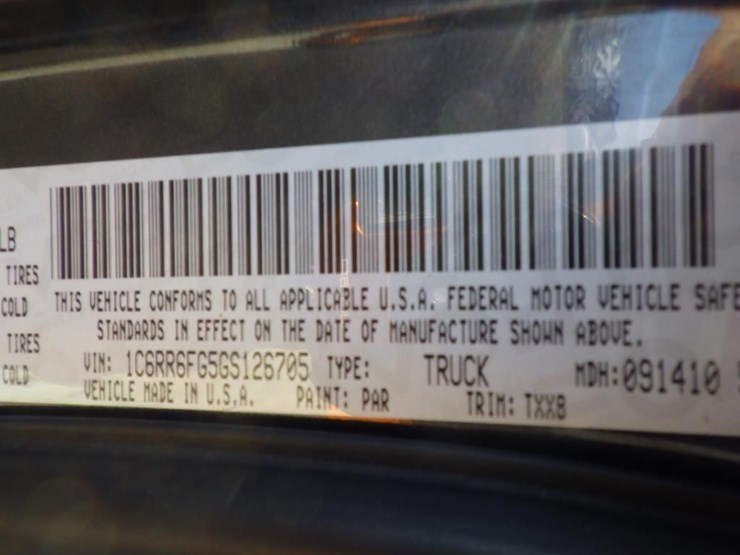 LB
TIRES
COLD
TIRES
COLD
THIS VEHICLE CONFORMS TO ALL APPLICABLE U.S.A. FEDERAL MOTOR VEHICLE SAFE
STANDARDS IN EFFECT ON THE DATE OF MANUFACTURE SHOWN ABOVE.
VIN: 1C6RR6FG5GS126705 TYPE: TRUCK MDH:091410
VEHICLE MADE IN U.S.A. PAINT: PAR TRIM: TXX8